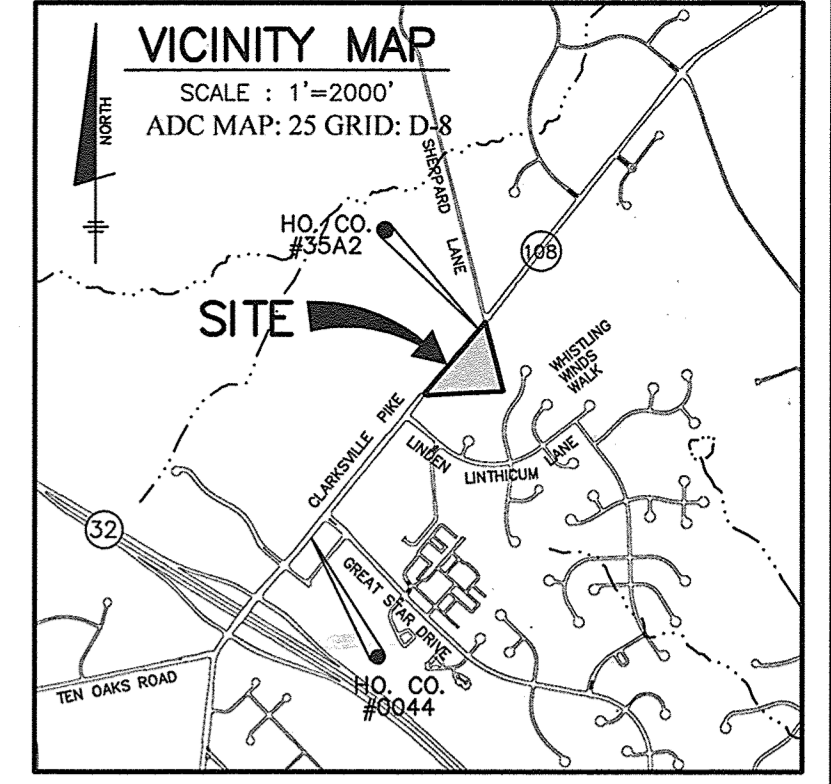 VICINITY MAP
SCALE : 1'=2000'
ADC MAP: 25 GRID: D-8
NORTH
SHERPARD LANE
HO. CO.
#35A2
108
SITE
WHISTLING
WINDS
WALK
CLARKSVILLE PIKE
LINDEN LINTHICUM LANE
32
GREAT STAR DRIVE
HO. CO.
#0044
TEN OAKS ROAD